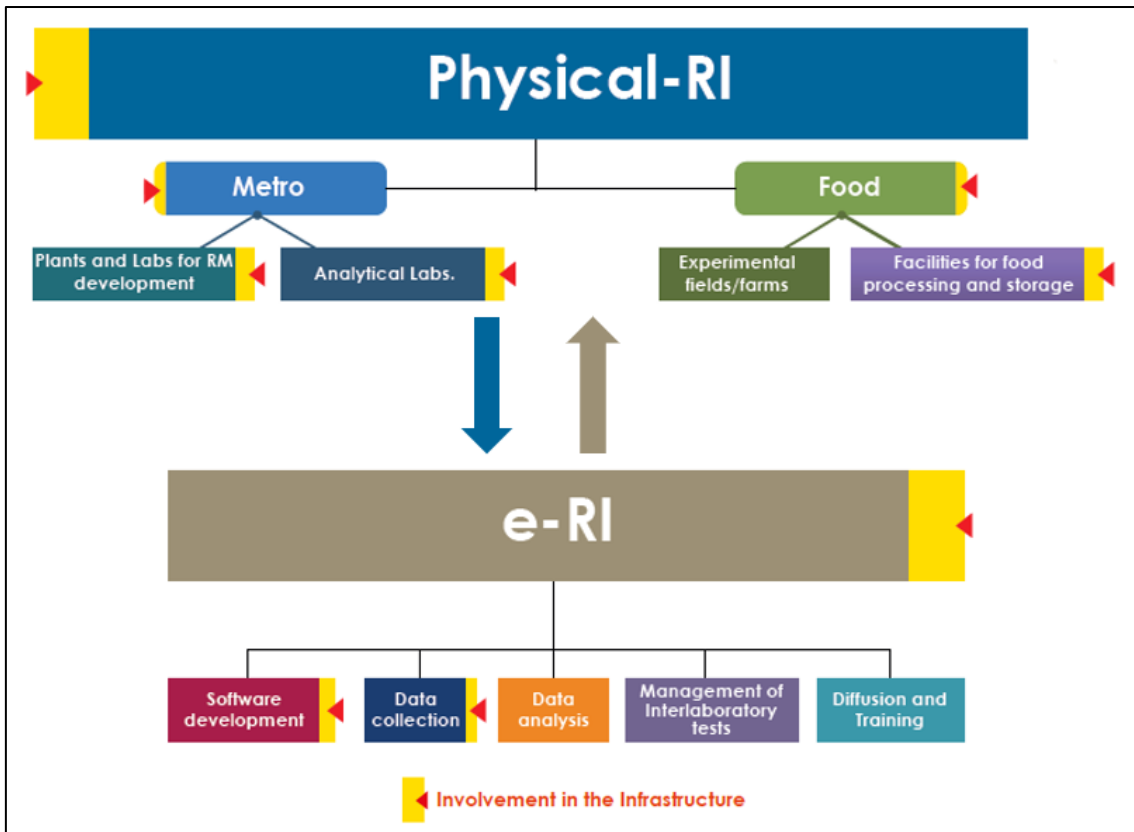 Physical-RI
Metro
Food
Plants and Labs for RM
development
Analytical Labs.
Experimental
fields/farms
Facilities for food
processing and storage
e-RI
Software
development
Data
collection
Data
analysis
Management of
Interlaboratory
tests
Diffusion and
Training
Involvement in the Infrastructure